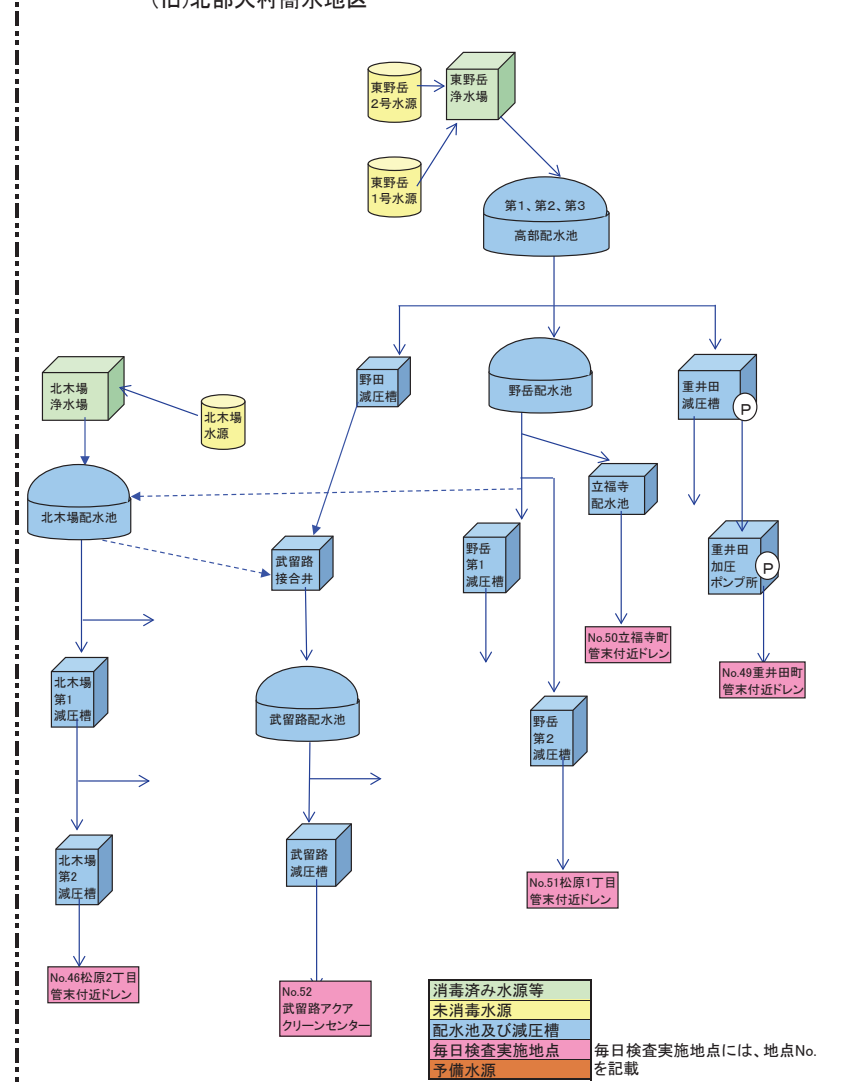 (旧)北部大村簡水地区
東野岳
2号水源
東野岳
浄水場
東野岳
1号水源
第1、第2、第3
高部配水池
北木場
浄水場
北木場
水源
野田
減圧槽
野岳配水池
重井田
減圧槽
P
北木場配水池
武留路
接合井
野岳
第1
減圧槽
立福寺
配水池
重井田
加圧
ポンプ所
P
No.50立福寺町
管末付近ドレン
No.49重井田町
管末付近ドレン
北木場
第1
減圧槽
武留路配水池
野岳
第2
減圧槽
北木場
第2
減圧槽
武留路
減圧槽
No.51松原1丁目
管末付近ドレン
No.46松原2丁目
管末付近ドレン
No.52
武留路アクア
クリーンセンター
消毒済み水源等
未消毒水源
配水池及び減圧槽
毎日検査実施地点
予備水源
毎日検査実施地点には、地点No.
を記載